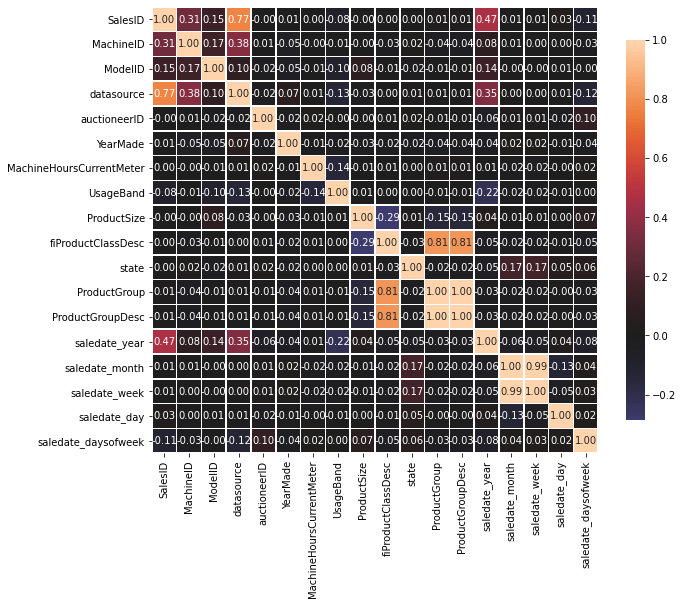 SalesID 1.00 0.31 0.15 0.77 -0.00 0.01 0.00 -0.08 -0.00 0.00 0.00 0.01 0.01 0.47 0.01 0.01 0.03 -0.11
MachineID 0.31 1.00 0.17 0.38 0.01 -0.05 -0.00 -0.01 -0.00 -0.03 0.02 -0.04 -0.04 0.08 0.01 0.00 0.00 -0.03
ModelID 0.15 0.17 1.00 0.10 -0.02 -0.05 -0.01 -0.10 0.08 -0.01 -0.02 -0.01 -0.01 0.14 -0.00 -0.00 0.01 -0.00
datasource 0.77 0.38 0.10 1.00 -0.02 0.07 0.01 -0.13 -0.03 0.00 0.01 0.01 0.01 0.35 0.00 0.00 0.01 -0.12
auctioneerID -0.00 0.01 -0.02 -0.02 1.00 -0.02 0.02 -0.00 -0.00 0.01 0.02 -0.01 -0.01 -0.06 0.01 0.01 -0.02 0.10
YearMade 0.01 -0.05 -0.05 0.07 -0.02 1.00 -0.01 -0.02 -0.03 -0.02 -0.02 -0.04 -0.04 -0.04 0.02 0.02 -0.01 -0.04
MachineHoursCurrentMeter 0.00 -0.00 -0.01 0.01 0.02 -0.01 1.00 -0.14 -0.01 0.01 0.00 0.01 0.01 0.01 -0.02 -0.02 -0.00 0.02
UsageBand -0.08 -0.01 -0.10 -0.13 -0.00 -0.02 -0.14 1.00 0.01 0.00 0.00 -0.01 -0.01 -0.22 -0.02 -0.02 -0.01 0.00
ProductSize -0.00 -0.00 0.08 -0.03 -0.00 -0.03 -0.01 0.01 1.00 -0.29 0.01 -0.15 -0.15 0.04 -0.01 -0.01 0.00 0.07
fiProductClassDesc 0.00 -0.03 -0.01 0.00 0.01 -0.02 0.01 0.00 -0.29 1.00 -0.03 0.81 0.81 -0.05 -0.02 -0.02 -0.01 -0.05
state 0.00 0.02 -0.02 0.01 0.02 -0.02 0.00 0.00 0.01 -0.03 1.00 -0.02 -0.02 -0.05 0.17 0.17 0.05 0.06
ProductGroup 0.01 -0.04 -0.01 0.01 -0.01 -0.04 0.01 -0.01 -0.15 0.81 -0.02 1.00 1.00 -0.03 -0.02 -0.02 -0.00 -0.03
ProductGroupDesc 0.01 -0.04 -0.01 0.01 -0.01 -0.04 0.01 -0.01 -0.15 0.81 -0.02 1.00 1.00 -0.03 -0.02 -0.02 -0.00 -0.03
saledate_year 0.47 0.08 0.14 0.35 -0.06 -0.04 0.01 -0.22 0.04 -0.05 -0.05 -0.03 -0.03 1.00 -0.06 -0.05 0.04 -0.08
saledate_month 0.01 0.01 -0.00 0.00 0.01 0.02 -0.02 -0.02 -0.01 -0.02 0.17 -0.02 -0.02 -0.06 1.00 0.99 -0.13 0.04
saledate_week 0.01 0.00 -0.00 0.00 0.01 0.02 -0.02 -0.02 -0.01 -0.02 0.17 -0.02 -0.02 -0.05 0.99 1.00 -0.05 0.03
saledate_day 0.03 0.00 0.01 0.01 -0.02 -0.01 -0.00 -0.01 0.00 -0.01 0.05 -0.00 -0.00 0.04 -0.13 -0.05 1.00 0.02
saledate_daysofweek -0.11 -0.03 -0.00 -0.12 0.10 -0.04 0.02 0.00 0.07 -0.05 0.06 -0.03 -0.03 -0.08 0.04 0.03 0.02 1.00
SalesID
MachineID
ModelID
datasource
auctioneerID
YearMade
MachineHoursCurrentMeter
UsageBand
ProductSize
fiProductClassDesc
state
ProductGroup
ProductGroupDesc
saledate_year
saledate_month
saledate_week
saledate_day
saledate_daysofweek
1.0
0.8
0.6
0.4
0.2
0.0
−0.2